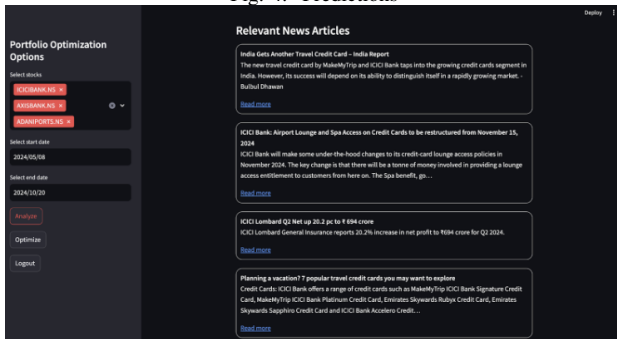 Fig. 4. Predictions
Deploy
Portfolio Optimization
Options
Select stocks
ICICIBANK.NS ×
AXISBANK.NS ×
ADANIPORTS.NS ×
Select start date
2024/05/08
Select end date
2024/10/20
Analyze
Optimize
Logout
Relevant News Articles
India Gets Another Travel Credit Card – India Report
The new travel credit card by MakeMyTrip and ICICI Bank taps into the growing credit cards segment in
India. However, its success will depend on its ability to distinguish itself in a rapidly growing market. -
Bulbul Dhawan
Read more
ICICI Bank: Airport Lounge and Spa Access on Credit Cards to be restructured from November 15,
2024
ICICI Bank will make some under-the-hood changes to its credit-card lounge access policies in
November 2024. The key change is that there will be a tonne of money involved in providing a lounge
access entitlement to customers from here on. The Spa benefit, go...
Read more
ICICI Lombard Q2 Net up 20.2 pc to ₹ 694 crore
ICICI Lombard General Insurance reports 20.2% increase in net profit to ₹694 crore for Q2 2024.
Read more
Planning a vacation? 7 popular travel credit cards you may want to explore
Credit Cards: ICICI Bank offers a range of credit cards such as MakeMyTrip ICICI Bank Signature Credit
Card, MakeMyTrip ICICI Bank Platinum Credit Card, Emirates Skywards Rubyx Credit Card, Emirates
Skywards Sapphiro Credit Card and ICICI Bank Accelero Credit...
Read more